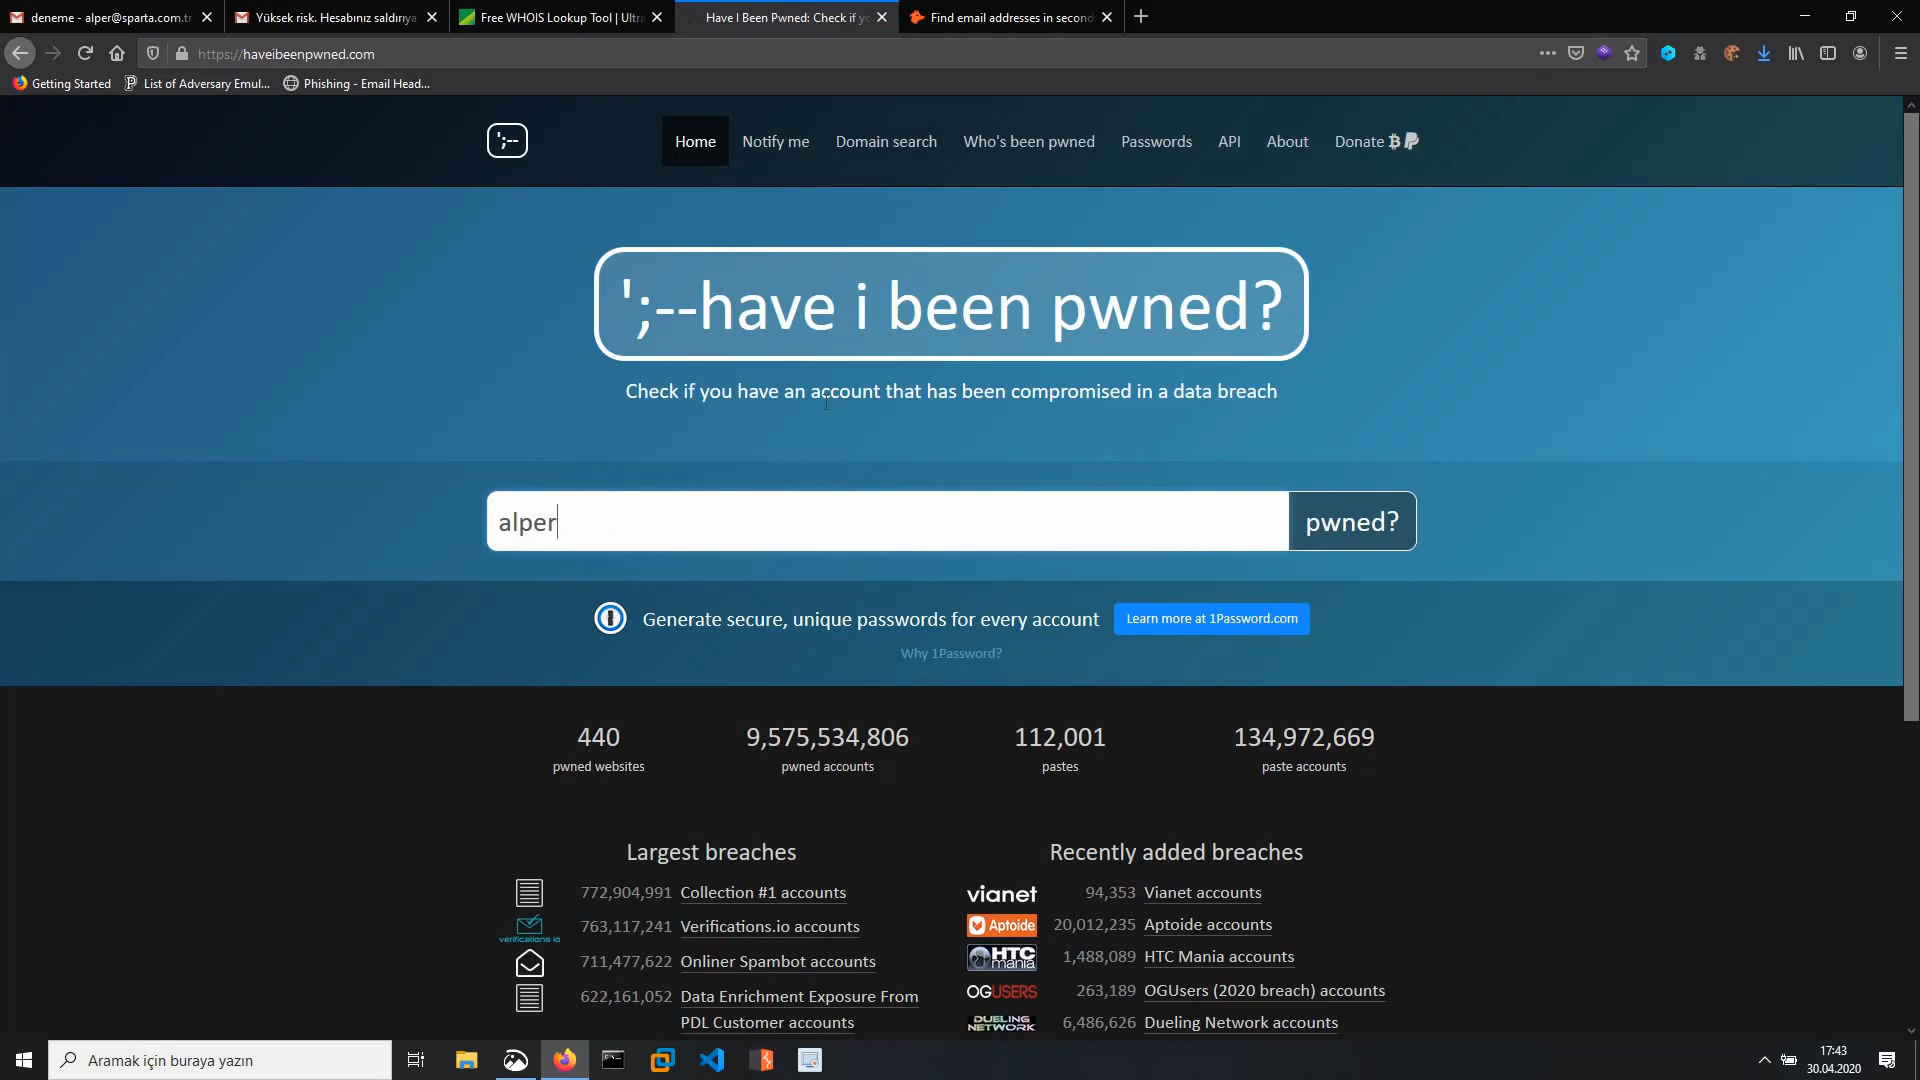 deneme - alper@sparta.com.tr
Yüksek risk. Hesabınız saldırıya
Free WHOIS Lookup Tool | Ultra
Have I Been Pwned: Check if yo
Find email addresses in second
https://haveibeenpwned.com
Getting Started
List of Adversary Emul...
Phishing - Email Head...
';--
Home
Notify me
Domain search
Who's been pwned
Passwords
API
About
Donate
';--have i been pwned?
Check if you have an account that has been compromised in a data breach
alper
pwned?
Generate secure, unique passwords for every account
Learn more at 1Password.com
Why 1Password?
440
pwned websites
9,575,534,806
pwned accounts
112,001
pastes
134,972,669
paste accounts
Largest breaches
772,904,991 Collection #1 accounts
verifications io
763,117,241 Verifications.io accounts
711,477,622 Onliner Spambot accounts
622,161,052 Data Enrichment Exposure From
PDL Customer accounts
Recently added breaches
vianet 94,353 Vianet accounts
Aptoide 20,012,235 Aptoide accounts
HTC mania 1,488,089 HTC Mania accounts
OGUSERS 263,189 OGUsers (2020 breach) accounts
DUELING NETWORK 6,486,626 Dueling Network accounts
Aramak için buraya yazın
17:43
30.04.2020